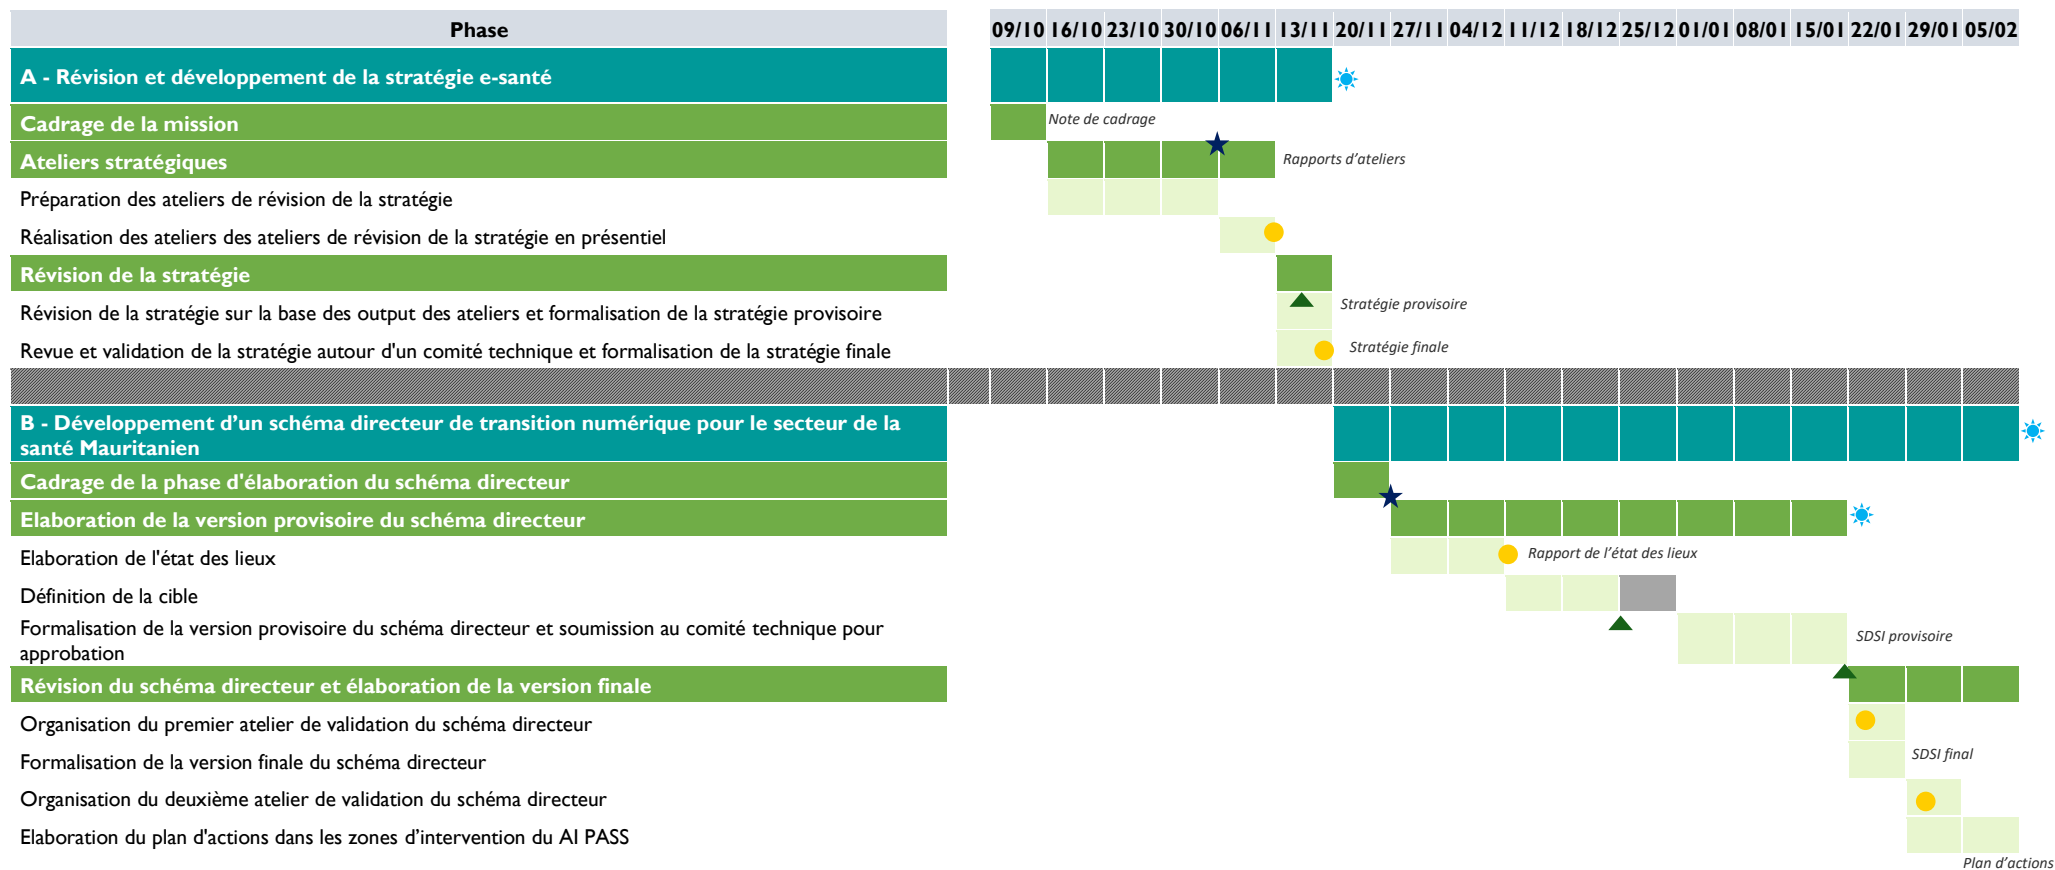 Phase
09/10 16/10 23/10 30/10 06/11 13/11 20/11 27/11 04/12 11/12 18/12 25/12 01/01 08/01 15/01 22/01 29/01 05/02
A - Révision et développement de la stratégie e-santé
Cadrage de la mission
Note de cadrage
Ateliers stratégiques
Rapports d’ateliers
Préparation des ateliers de révision de la stratégie
Réalisation des ateliers des ateliers de révision de la stratégie en présentiel
Révision de la stratégie
Révision de la stratégie sur la base des output des ateliers et formalisation de la stratégie provisoire
Stratégie provisoire
Revue et validation de la stratégie autour d'un comité technique et formalisation de la stratégie finale
Stratégie finale
B - Développement d’un schéma directeur de transition numérique pour le secteur de la
santé Mauritanien
Cadrage de la phase d'élaboration du schéma directeur
Elaboration de la version provisoire du schéma directeur
Elaboration de l'état des lieux
Rapport de l’état des lieux
Définition de la cible
Formalisation de la version provisoire du schéma directeur et soumission au comité technique pour
approbation
SDSI provisoire
Révision du schéma directeur et élaboration de la version finale
Organisation du premier atelier de validation du schéma directeur
Formalisation de la version finale du schéma directeur
SDSI final
Organisation du deuxième atelier de validation du schéma directeur
Elaboration du plan d'actions dans les zones d’intervention du AI PASS
Plan d’actions